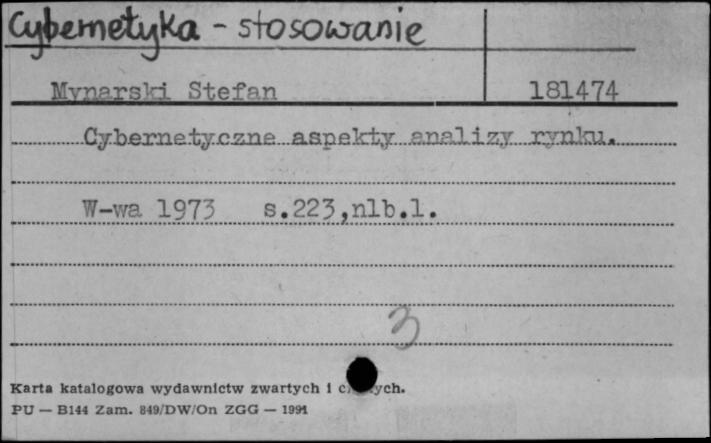 Cybernetyka - stosowanie
Mynarski Stefan 181474
Cybernetyczne aspekty analizy rynku.
W-wa 1973 s.223,nlb.1.
3
Karta katalogowa wydawnictw zwartych i
PU — B144 Zam. 849/DW/On ZGG — 1991